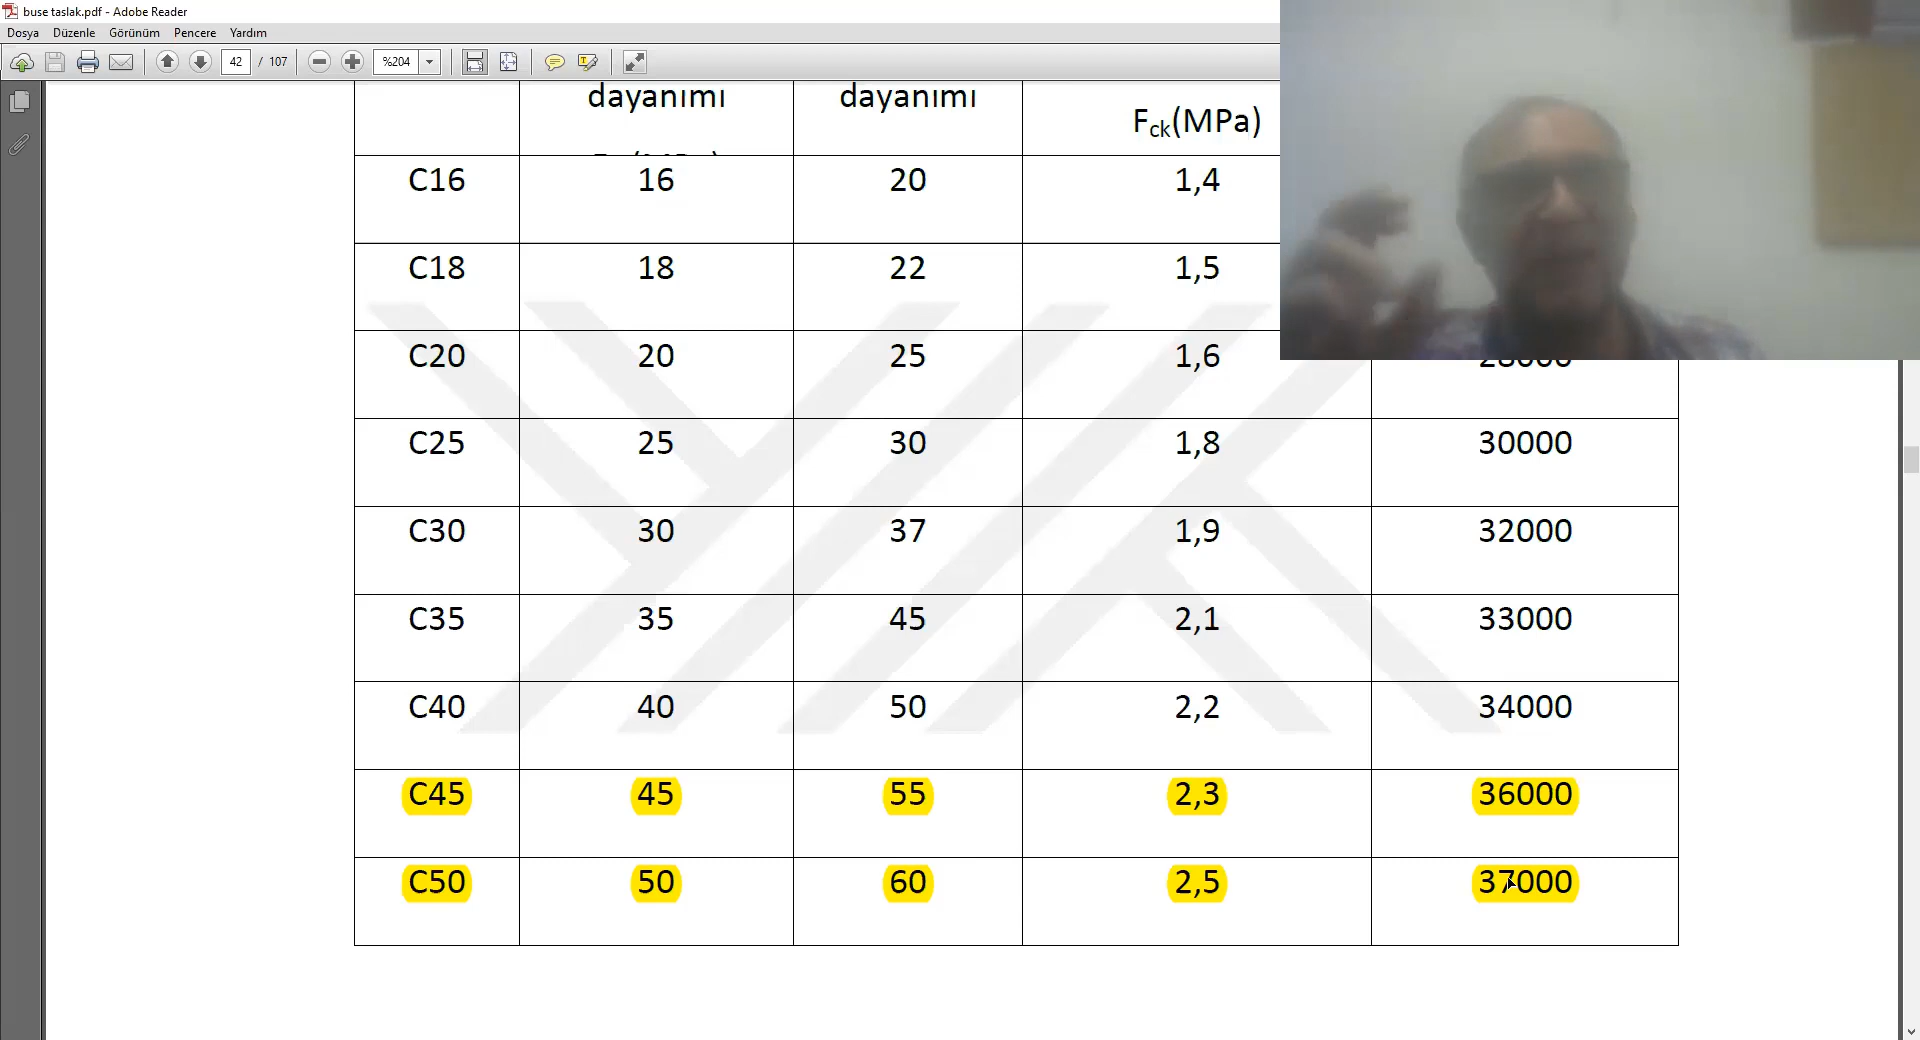 buse taslak.pdf - Adobe Reader
Dosya Düzenle Görünüm Pencere Yardım
42 / 107 %204
dayanımı dayanımı
Fck(MPa)
C16 16 20 1,4
C18 18 22 1,5
C20 20 25 1,6 28000
C25 25 30 1,8 30000
C30 30 37 1,9 32000
C35 35 45 2,1 33000
C40 40 50 2,2 34000
C45 45 55 2,3 36000
C50 50 60 2,5 37000